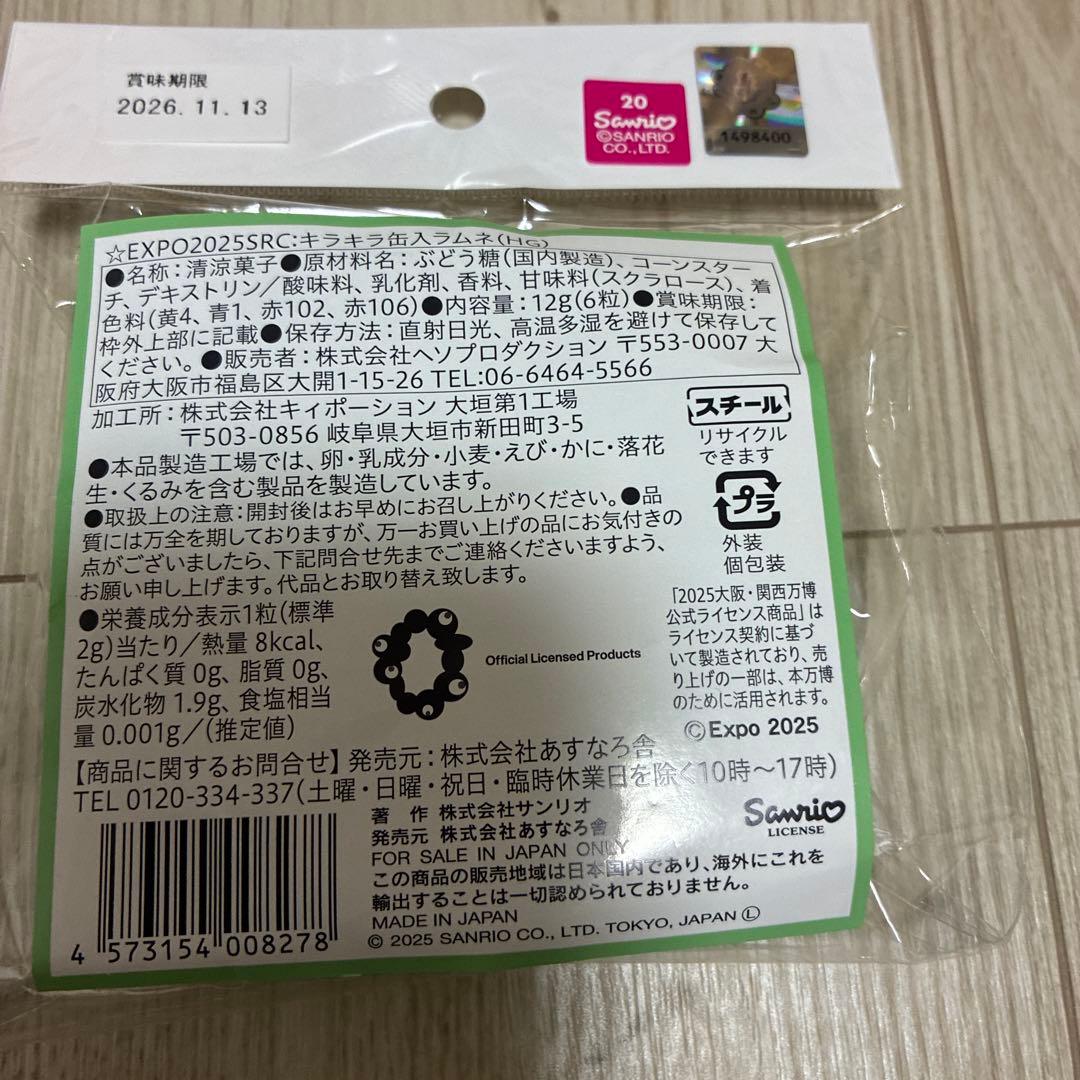 賞味期限
2026.11.13
20
Sanrio
©SANRIO
CO., LTD.
1498400
☆EXPO2025SRC:キラキラ缶入ラムネ(HG)
●名称：清涼菓子●原材料名：ぶどう糖(国内製造)、コーンスター
チ、デキストリン／酸味料、乳化剤、香料、甘味料(スクラロース)、着
色料(黄4、青1、赤102、赤106)●内容量：12g(6粒)●賞味期限：
枠外上部に記載●保存方法：直射日光、高温多湿を避けて保存して
ください。●販売者：株式会社ヘソプロダクション 〒553-0007 大
阪府大阪市福島区大開1-15-26 TEL:06-6464-5566
加工所：株式会社キィポーション 大垣第1工場
〒503-0856 岐阜県大垣市新田町3-5
●本品製造工場では、卵・乳成分・小麦・えび・かに・落花
生・くるみを含む製品を製造しています。
●取扱上の注意：開封後はお早めにお召し上がりください。●品
質には万全を期しておりますが、万一お買い上げの品にお気付きの
点がございましたら、下記問合せ先までご連絡くださいますよう、
お願い申し上げます。代品とお取り替え致します。
スチール
リサイクル
できます
プラ
外装
個包装
●栄養成分表示1粒(標準
2g)当たり／熱量 8kcal、
たんぱく質 0g、脂質 0g、
炭水化物 1.9g、食塩相当
量 0.001g／(推定値)
Official Licensed Products
「2025大阪・関西万博
公式ライセンス商品」は
ライセンス契約に基づ
いて製造されており、売
り上げの一部は、本万博
のために活用されます。
©Expo 2025
【商品に関するお問合せ】発売元：株式会社あすなろ舎
TEL 0120-334-337(土曜・日曜・祝日・臨時休業日を除く10時～17時)
著 作 株式会社サンリオ
発売元 株式会社あすなろ舎
FOR SALE IN JAPAN ONLY
この商品の販売地域は日本国内であり、海外にこれを
輸出することは一切認められておりません。
MADE IN JAPAN
© 2025 SANRIO CO., LTD. TOKYO, JAPAN Ⓛ
Sanrio
LICENSE
4 573154 008278